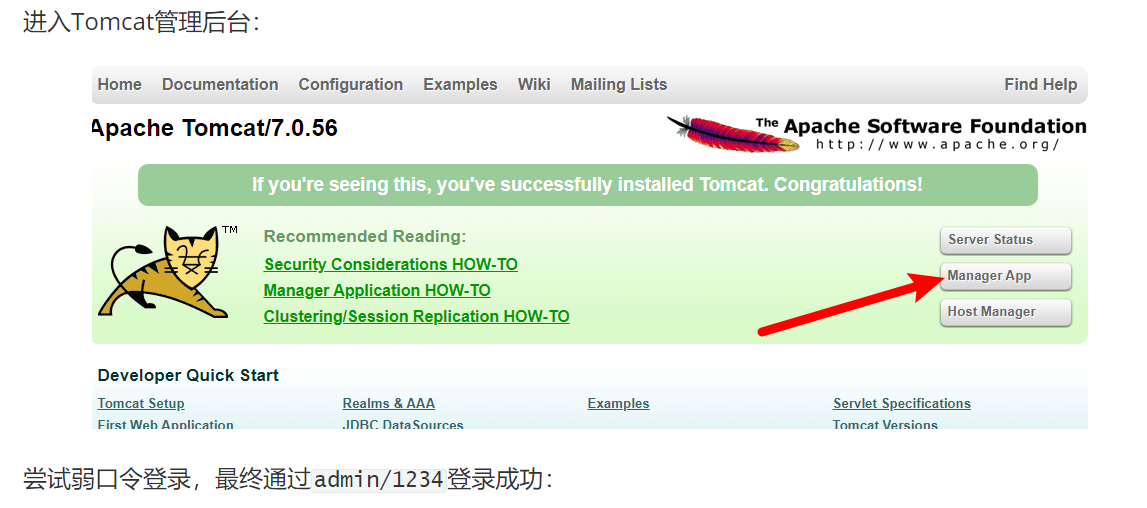 进入Tomcat管理后台：
Home Documentation Configuration Examples Wiki Mailing Lists Find Help
Apache Tomcat/7.0.56
The Apache Software Foundation
http://www.apache.org/
If you're seeing this, you've successfully installed Tomcat. Congratulations!
TM
Recommended Reading:
Security Considerations HOW-TO
Manager Application HOW-TO
Clustering/Session Replication HOW-TO
Server Status
Manager App
Host Manager
Developer Quick Start
Tomcat Setup Realms & AAA Examples Servlet Specifications
First Web Application JDBC DataSources Tomcat Versions
尝试弱口令登录，最终通过admin/1234登录成功：